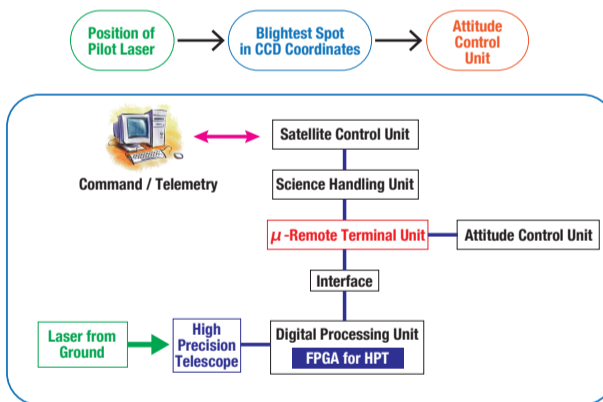 Position of
Pilot Laser
Blightest Spot
in CCD Coordinates
Attitude
Control
Unit
Satellite Control Unit
Command / Telemetry
Science Handling Unit
μ-Remote Terminal Unit
Attitude Control Unit
Interface
Laser from
Ground
High
Precision
Telescope
Digital Processing Unit
FPGA for HPT